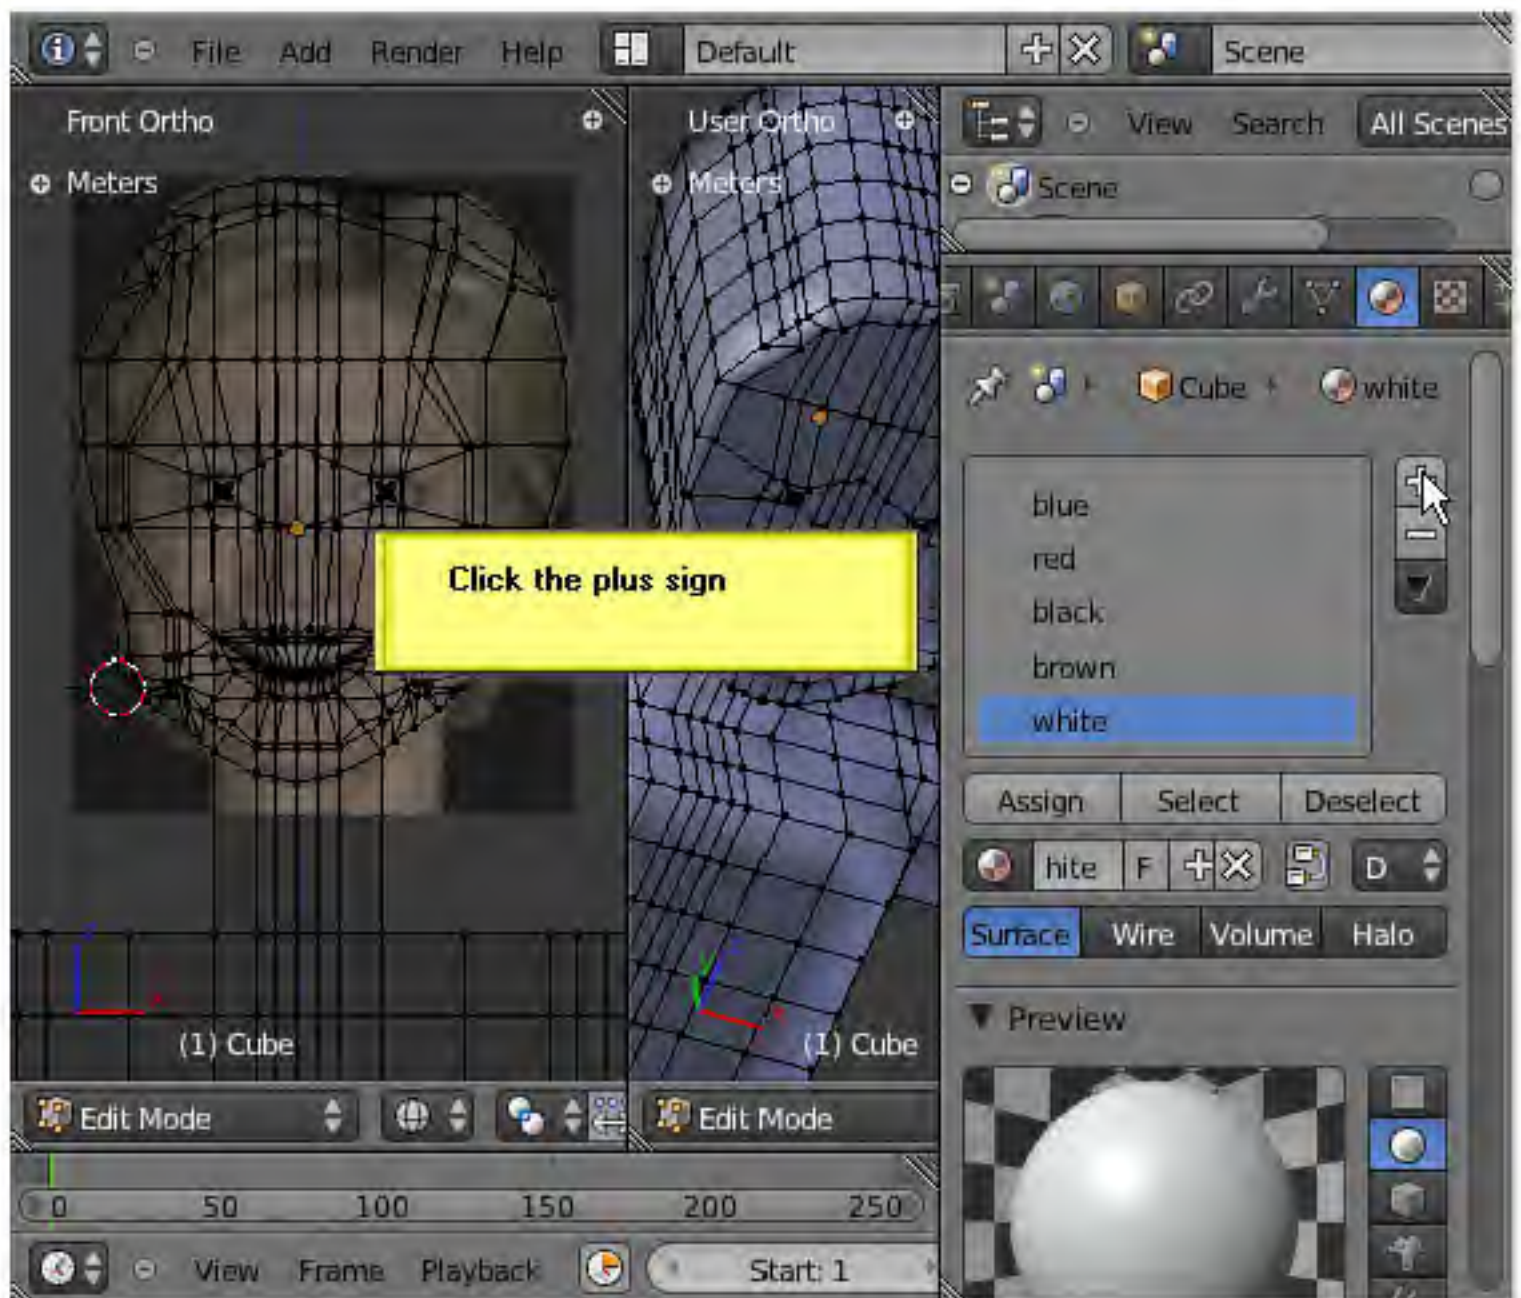 File Add Render Help Default Scene
Front Ortho
Meters
User Ortho
Meters
View Search All Scenes
Scene
Cube white
blue
red
black
brown
white
Click the plus sign
Assign Select Deselect
hite F D
Surface Wire Volume Halo
Preview
(1) Cube
(1) Cube
Edit Mode
Edit Mode
0 50 100 150 200 250
View Frame Playback Start: 1